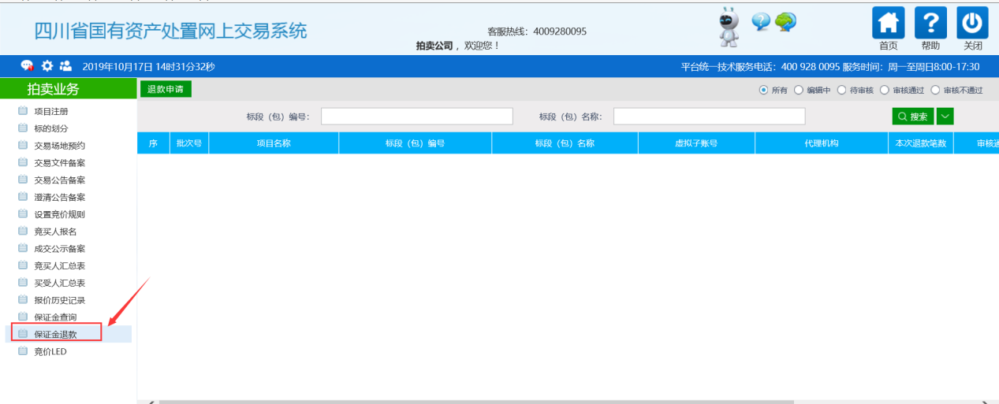 四川省国有资产处置网上交易系统
客服热线：4009280095
拍卖公司，欢迎您！
首页 帮助 关闭
2019年10月17日 14时31分32秒 平台统一技术服务电话：400 928 0095 服务时间：周一至周日8:00-17:30
拍卖业务
退款申请 所有 编辑中 待审核 审核通过 审核不通过
标段（包）编号： 标段（包）名称： 搜索
序 批次号 项目名称 标段（包）编号 标段（包）名称 虚拟子账号 代理机构 本次退款笔数 审核通
项目注册
标的划分
交易场地预约
交易文件备案
交易公告备案
澄清公告备案
设置竞价规则
竞买人报名
成交公示备案
竞买人汇总表
买受人汇总表
报价历史记录
保证金查询
保证金退款
竞价LED